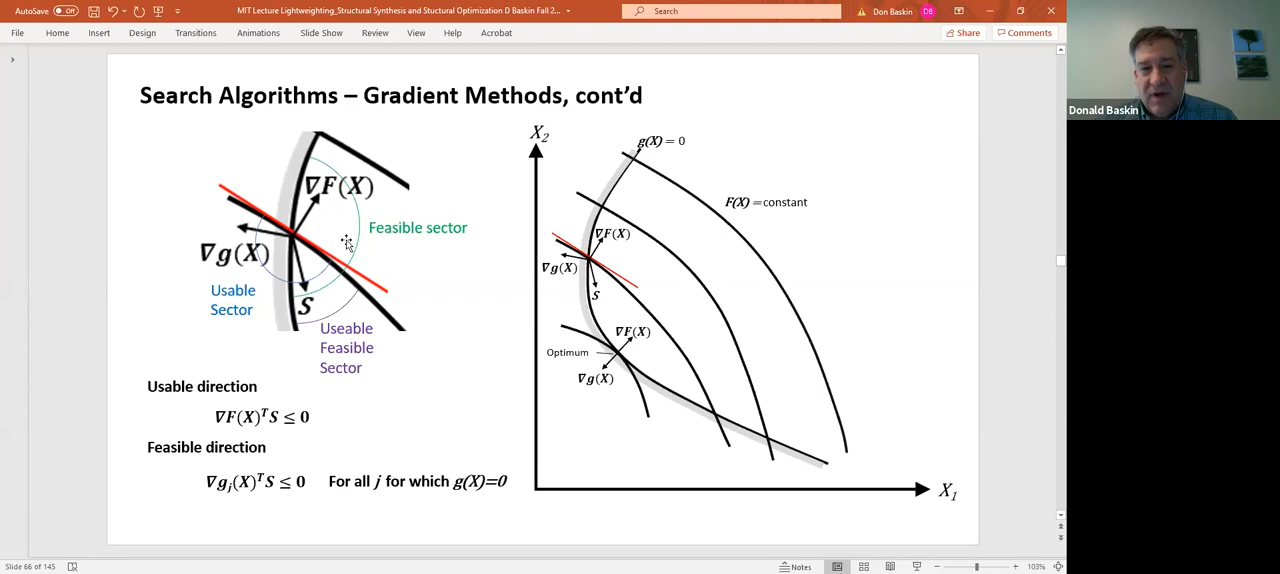 AutoSave Off
MIT Lecture Lightweighting_Structural Synthesis and Stuctural Optimization D Baskin Fall 2...
Search
Don Baskin DB
File Home Insert Design Transitions Animations Slide Show Review View Help Acrobat
Share Comments
Donald Baskin
Search Algorithms – Gradient Methods, cont’d
∇F(X)
Feasible sector
∇g(X)
Usable
Sector
S
Useable
Feasible
Sector
Usable direction
∇F(X)ᵀS ≤ 0
Feasible direction
∇gⱼ(X)ᵀS ≤ 0 For all j for which g(X)=0
X₂
g(X) = 0
F(X) = constant
∇F(X)
∇g(X)
S
∇F(X)
Optimum
∇g(X)
X₁
Slide 66 of 145
Notes
103%